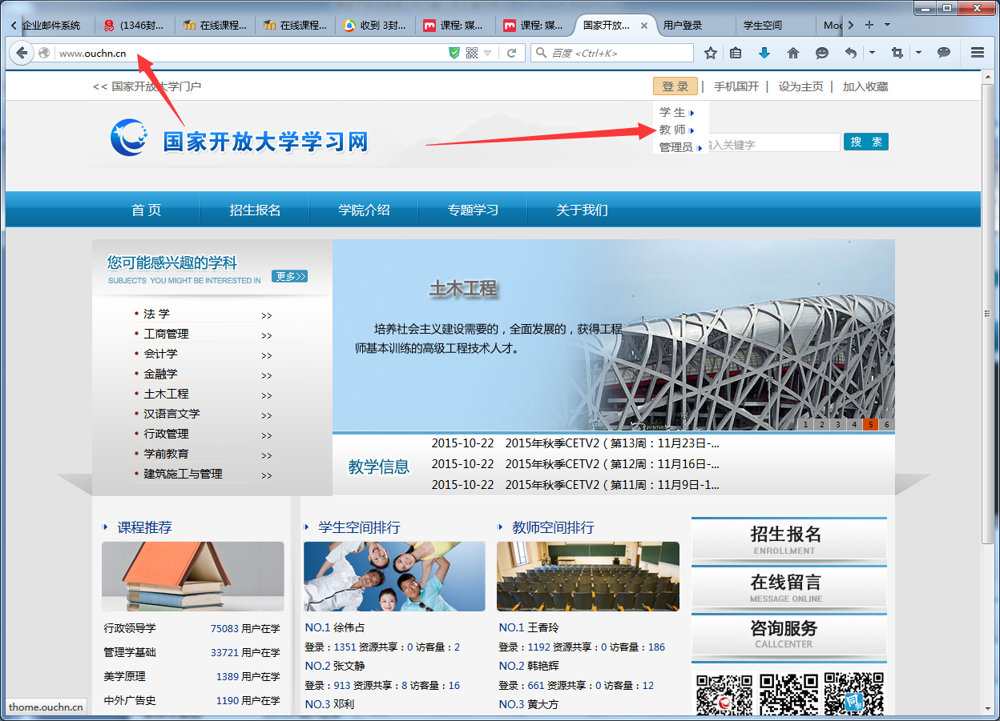 企业邮件系统
(1346封...
在线课程...
在线课程...
收到 3封...
课程: 媒...
课程: 媒...
国家开放...
用户登录
学生空间
Moo
www.ouchn.cn
百度 <Ctrl+K>
<< 国家开放大学门户
登 录 | 手机国开 | 设为主页 | 加入收藏
学 生
教 师
管理员
国家开放大学学习网
入关键字
搜 索
首 页
招生报名
学院介绍
专题学习
关于我们
您可能感兴趣的学科
SUBJECTS YOU MIGHT BE INTERESTED IN
更多>>
• 法 学 >>
• 工商管理 >>
• 会计学 >>
• 金融学 >>
• 土木工程 >>
• 汉语言文学 >>
• 行政管理 >>
• 学前教育 >>
• 建筑施工与管理 >>
土木工程
培养社会主义建设需要的，全面发展的，获得工程
师基本训练的高级工程技术人才。
1 2 3 4 5 6
教学信息
2015-10-22 2015年秋季CETV2（第13周：11月23日-...
2015-10-22 2015年秋季CETV2（第12周：11月16日-...
2015-10-22 2015年秋季CETV2（第11周：11月9日-1...
课程推荐
行政领导学 75083 用户在学
管理学基础 33721 用户在学
美学原理 1389 用户在学
中外广告史 1190 用户在学
学生空间排行
NO.1 徐伟占
登录：1351 资源共享：0 访客量：2
NO.2 张文静
登录：913 资源共享：8 访客量：16
NO.3 邓利
教师空间排行
NO.1 王香玲
登录：1192 资源共享：0 访客量：186
NO.2 韩艳辉
登录：661 资源共享：0 访客量：12
NO.3 黄大方
招生报名
ENROLLMENT
在线留言
MESSAGE ONLINE
咨询服务
CALLCENTER
同学
thome.ouchn.cn